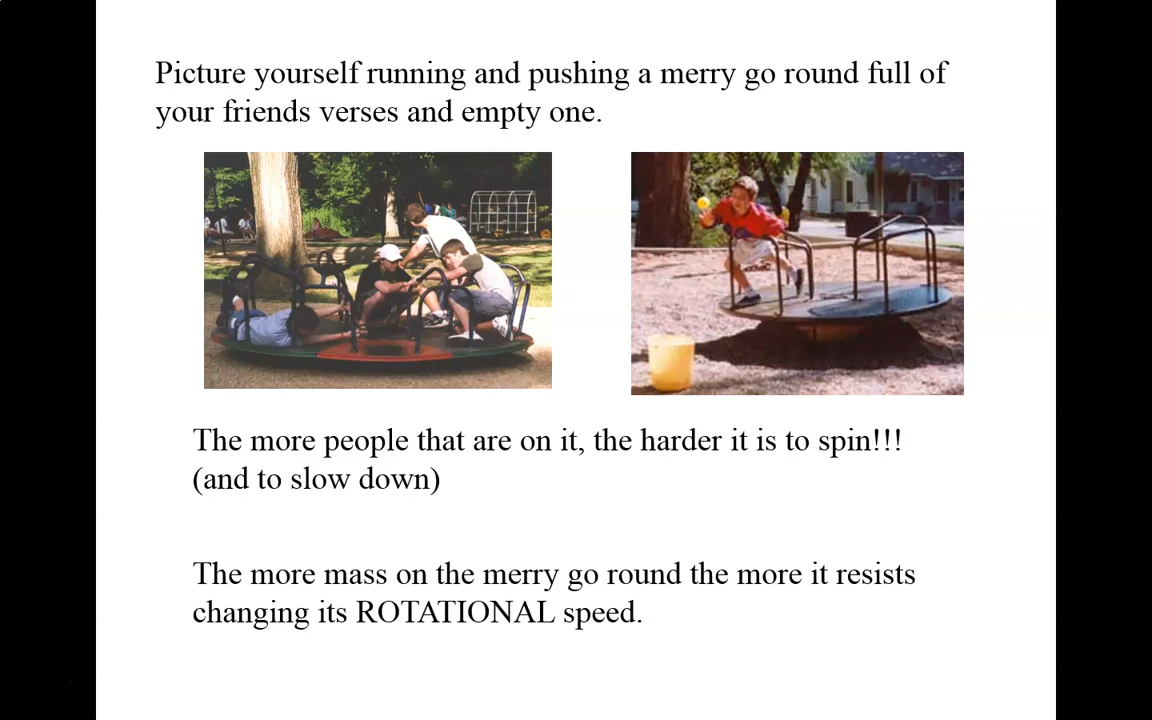 Picture yourself running and pushing a merry go round full of
your friends verses and empty one.
The more people that are on it, the harder it is to spin!!!
(and to slow down)
The more mass on the merry go round the more it resists
changing its ROTATIONAL speed.